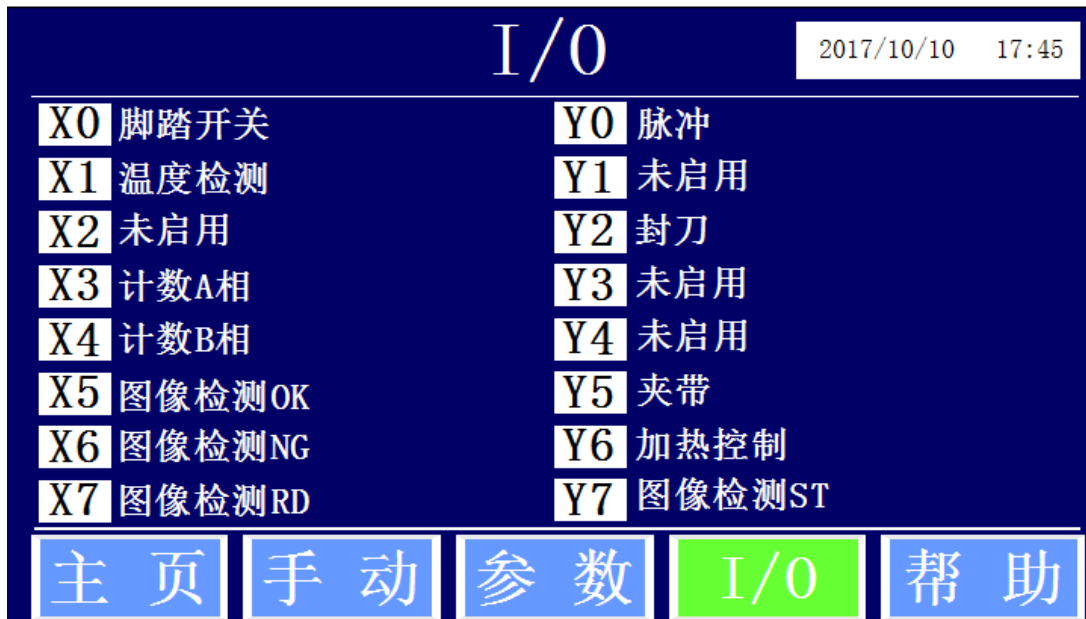 I/O 2017/10/10 17:45
X0 脚踏开关 Y0 脉冲
X1 温度检测 Y1 未启用
X2 未启用 Y2 封刀
X3 计数A相 Y3 未启用
X4 计数B相 Y4 未启用
X5 图像检测OK Y5 夹带
X6 图像检测NG Y6 加热控制
X7 图像检测RD Y7 图像检测ST
主页 手动 参数 I/O 帮助